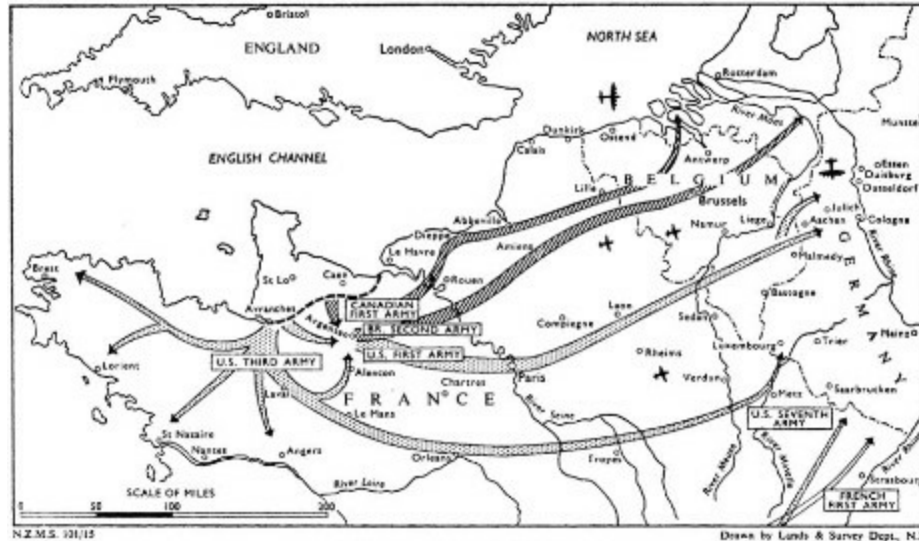 Bristol
ENGLAND
London
NORTH SEA
Plymouth
Rotterdam
River Maas
Munster
ENGLISH CHANNEL
Dunkirk
Ostend
Calais
Antwerp
Essen
Duisburg
Dusseldorf
BELGIUM
Lille
Brussels
Julich
Abbeville
Namur
Liege
Aachen
Cologne
Dieppe
Le Havre
Amiens
River Rhine
Malmedy
Brest
St Lo
Caen
Rouen
GERMANY
Avranches
CANADIAN
FIRST ARMY
Laon
Bastogne
Argentan
BR. SECOND ARMY
Compiegne
Sedan
Mainz
U.S. FIRST ARMY
Luxembourg
Trier
U.S. THIRD ARMY
Rheims
Lorient
Alencon
Paris
Chartres
Verdun
Saarbrucken
Laval
FRANCE
Metz
Le Mans
River Seine
U.S. SEVENTH
ARMY
St Nazaire
Nantes
Angers
Orleans
Troyes
River Meuse
River Moselle
Strasbourg
SCALE OF MILES
River Loire
FRENCH
FIRST ARMY
0 50 100 200
N.Z.M.S. 101/15
Drawn by Lands & Survey Dept., N.